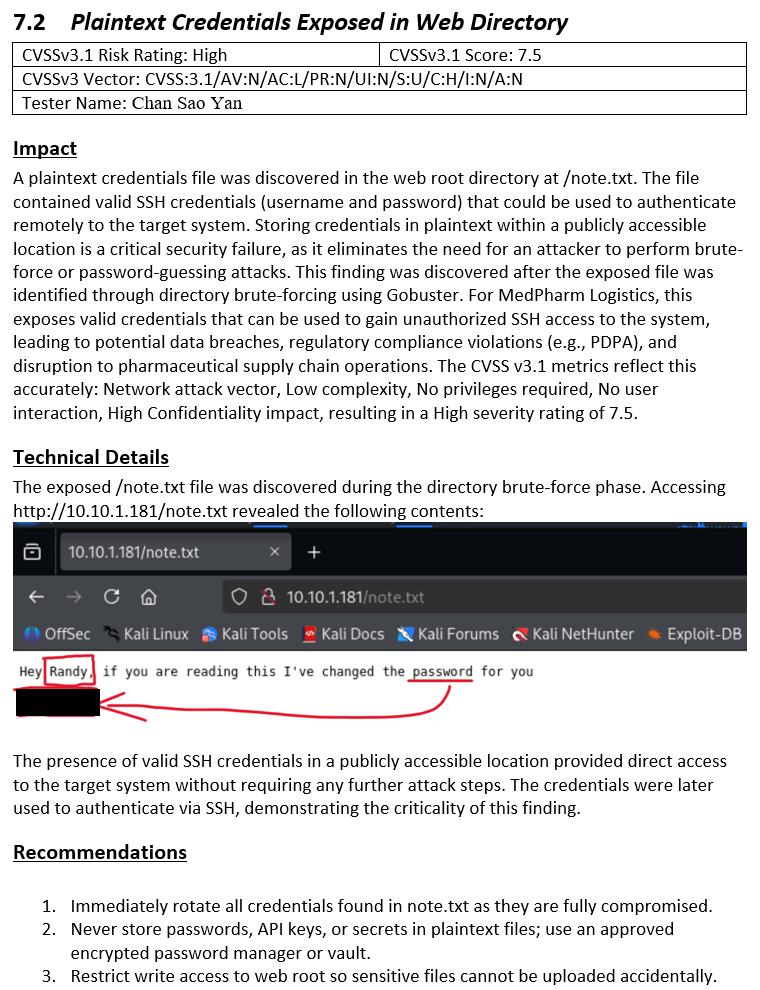 7.2 Plaintext Credentials Exposed in Web Directory
CVSSv3.1 Risk Rating: High
CVSSv3.1 Score: 7.5
CVSSv3 Vector: CVSS:3.1/AV:N/AC:L/PR:N/UI:N/S:U/C:H/I:N/A:N
Tester Name: Chan Sao Yan
Impact
A plaintext credentials file was discovered in the web root directory at /note.txt. The file
contained valid SSH credentials (username and password) that could be used to authenticate
remotely to the target system. Storing credentials in plaintext within a publicly accessible
location is a critical security failure, as it eliminates the need for an attacker to perform brute-
force or password-guessing attacks. This finding was discovered after the exposed file was
identified through directory brute-forcing using Gobuster. For MedPharm Logistics, this
exposes valid credentials that can be used to gain unauthorized SSH access to the system,
leading to potential data breaches, regulatory compliance violations (e.g., PDPA), and
disruption to pharmaceutical supply chain operations. The CVSS v3.1 metrics reflect this
accurately: Network attack vector, Low complexity, No privileges required, No user
interaction, High Confidentiality impact, resulting in a High severity rating of 7.5.
Technical Details
The exposed /note.txt file was discovered during the directory brute-force phase. Accessing
http://10.10.1.181/note.txt revealed the following contents:
10.10.1.181/note.txt
10.10.1.181/note.txt
OffSec Kali Linux Kali Tools Kali Docs Kali Forums Kali NetHunter Exploit-DB
Hey Randy, if you are reading this I've changed the password for you
The presence of valid SSH credentials in a publicly accessible location provided direct access
to the target system without requiring any further attack steps. The credentials were later
used to authenticate via SSH, demonstrating the criticality of this finding.
Recommendations
1. Immediately rotate all credentials found in note.txt as they are fully compromised.
2. Never store passwords, API keys, or secrets in plaintext files; use an approved
encrypted password manager or vault.
3. Restrict write access to web root so sensitive files cannot be uploaded accidentally.